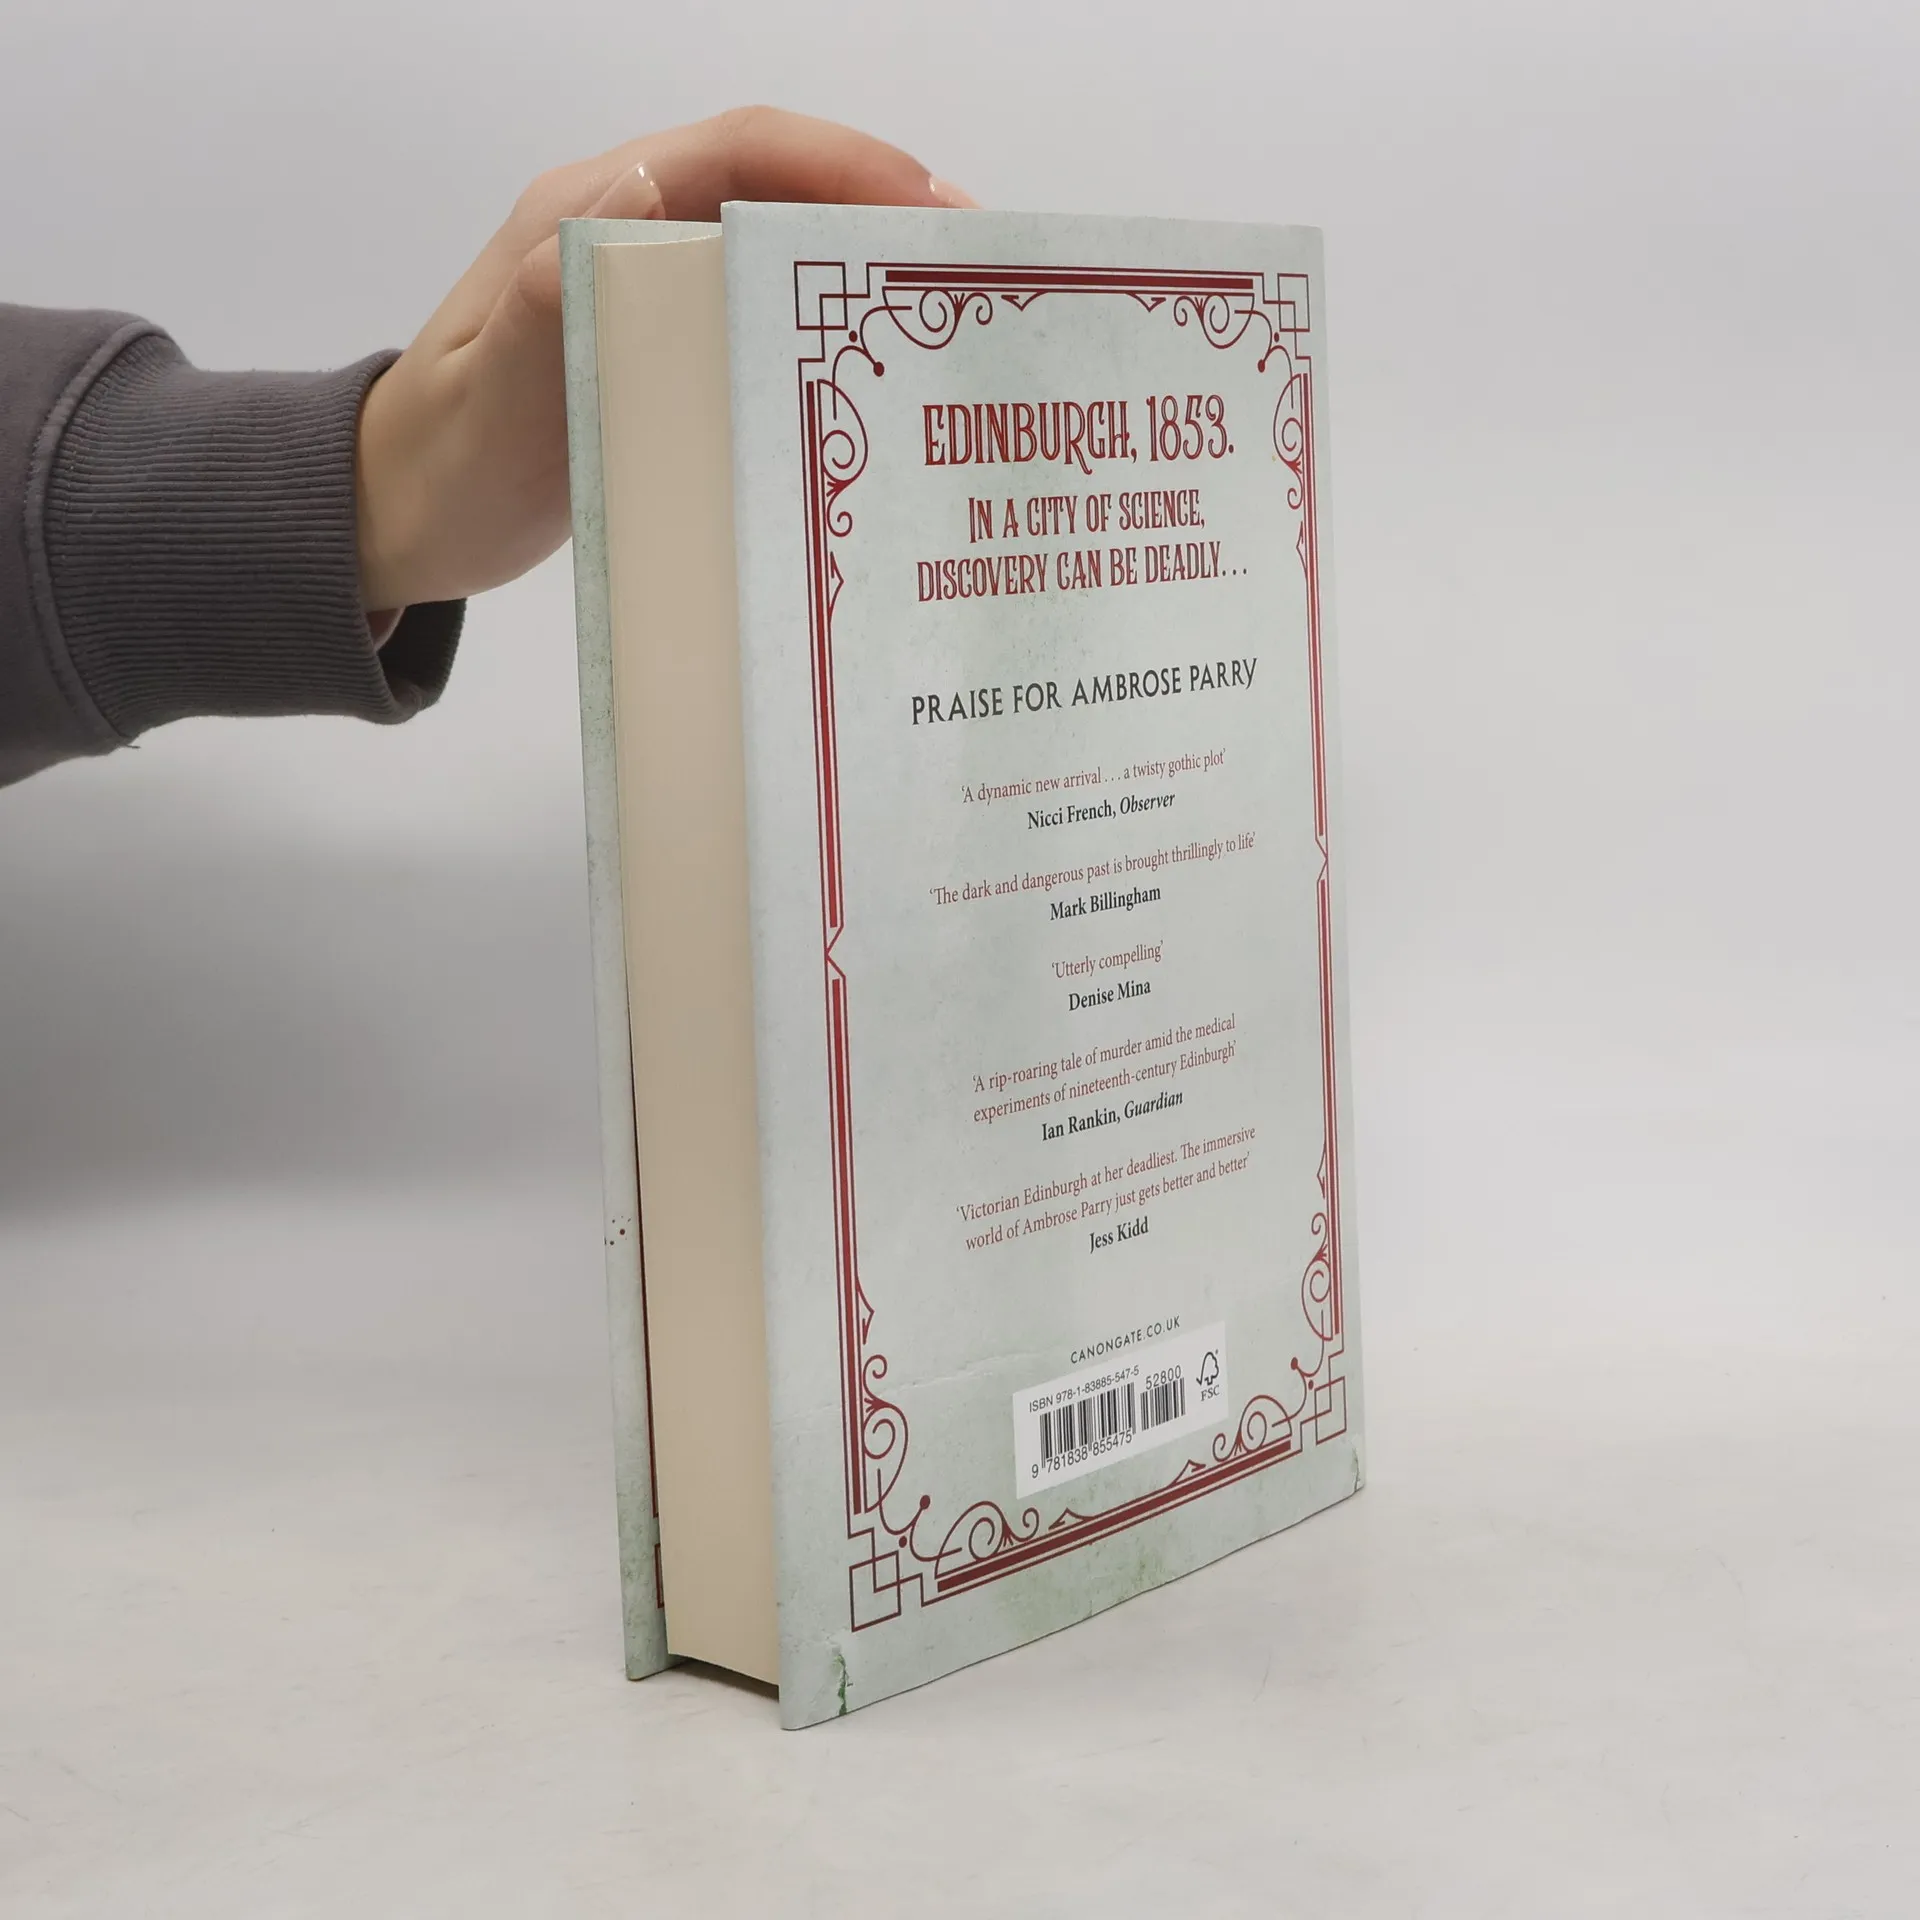 EDINBURGH, 1853.
IN A CITY OF SCIENCE,
DISCOVERY CAN BE DEADLY...
PRAISE FOR AMBROSE PARRY
‘A dynamic new arrival . . . a twisty gothic plot’
Nicci French, Observer
‘The dark and dangerous past is brought thrillingly to life’
Mark Billingham
‘Utterly compelling’
Denise Mina
‘A rip-roaring tale of murder amid the medical
experiments of nineteenth-century Edinburgh’
Ian Rankin, Guardian
‘Victorian Edinburgh at her deadliest. The immersive
world of Ambrose Parry just gets better and better’
Jess Kidd
CANONGATE.CO.UK
ISBN 978-1-83885-547-5
52800
9 781838 855475
FSC